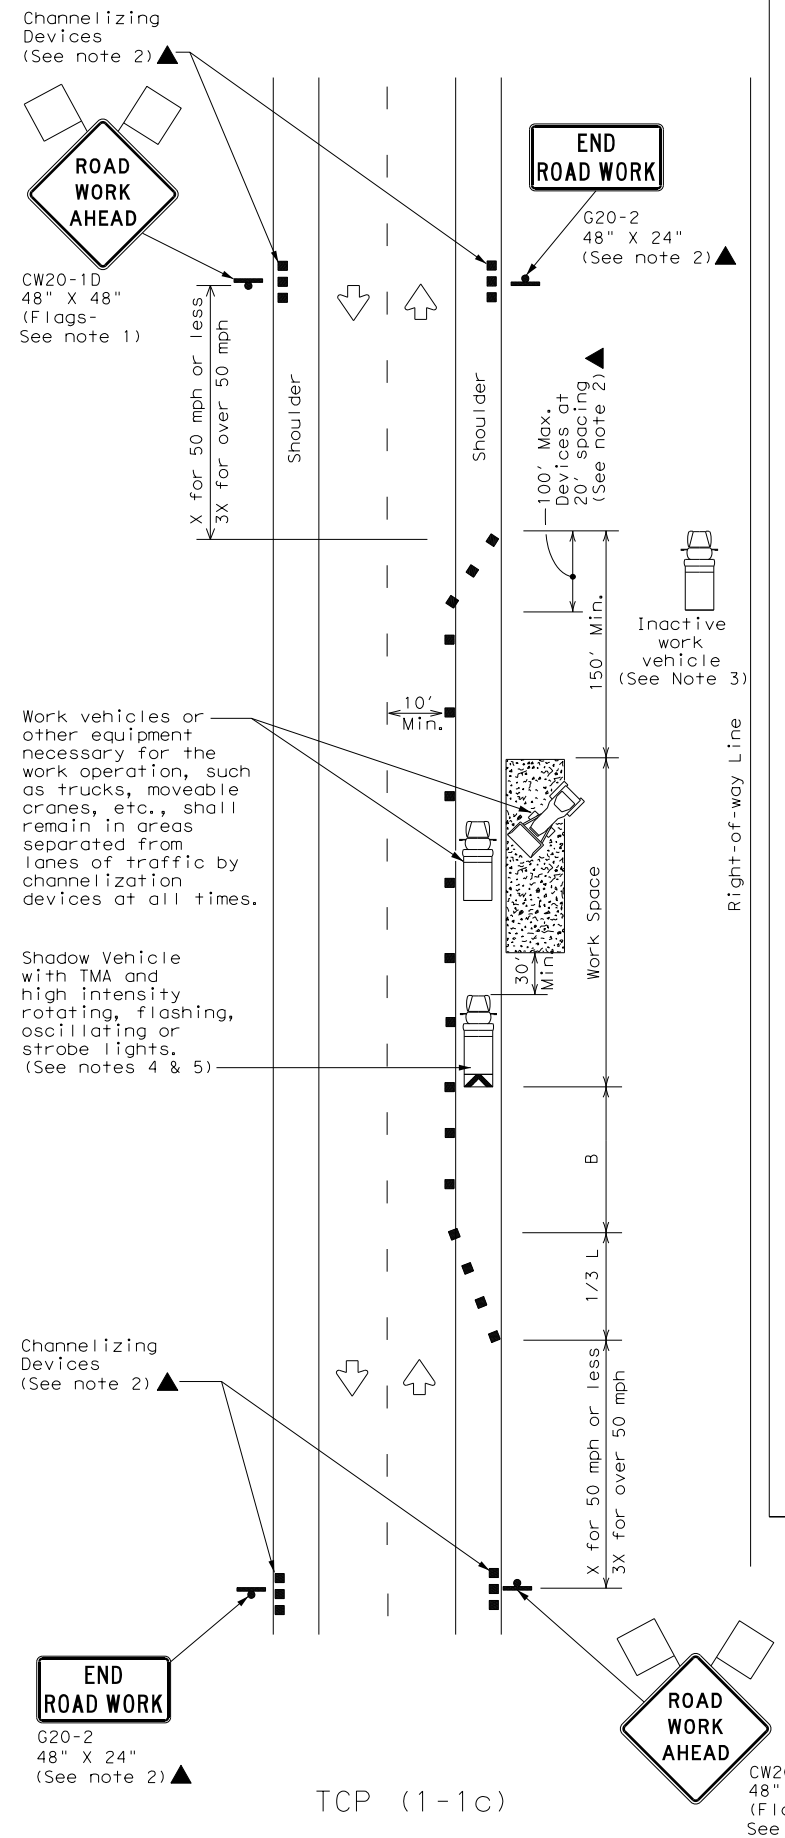 Channelizing
Devices
(See note 2)
ROAD
WORK
AHEAD
CW20-1D
48" X 48"
(Flags-
See note 1)
END
ROAD WORK
G20-2
48" X 24"
(See note 2)
X for 50 mph or less
3X for over 50 mph
Shoulder
Shoulder
100' Max.
Devices at
20' spacing
(See note 2)
150' Min.
Inactive
work
vehicle
(See Note 3)
10'
Min.
Work vehicles or
other equipment
necessary for the
work operation, such
as trucks, moveable
cranes, etc., shall
remain in areas
separated from
lanes of traffic by
channelization
devices at all times.
Right-of-way Line
Work Space
30'
Min.
Shadow Vehicle
with TMA and
high intensity
rotating, flashing,
oscillating or
strobe lights.
(See notes 4 & 5)
B
1/3 L
Channelizing
Devices
(See note 2)
X for 50 mph or less
3X for over 50 mph
END
ROAD WORK
G20-2
48" X 24"
(See note 2)
ROAD
WORK
AHEAD
48"
See
TCP (1-1c)